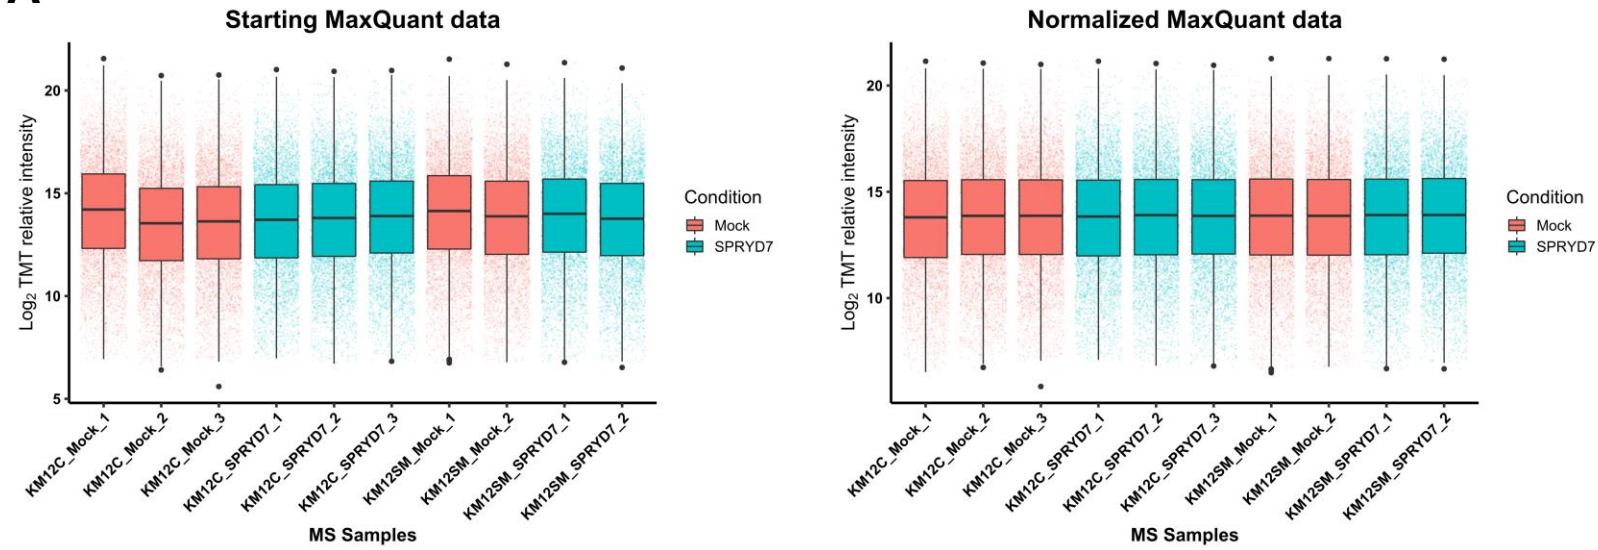 Starting MaxQuant data
Log₂ TMT relative intensity
20
15
10
5
KM12C_Mock_1
KM12C_Mock_2
KM12C_Mock_3
KM12C_SPRYD7_1
KM12C_SPRYD7_2
KM12C_SPRYD7_3
KM12SM_Mock_1
KM12SM_Mock_2
KM12SM_SPRYD7_1
KM12SM_SPRYD7_2
MS Samples
Condition
Mock
SPRYD7
Normalized MaxQuant data
Log₂ TMT relative intensity
20
15
10
KM12C_Mock_1
KM12C_Mock_2
KM12C_Mock_3
KM12C_SPRYD7_1
KM12C_SPRYD7_2
KM12C_SPRYD7_3
KM12SM_Mock_1
KM12SM_Mock_2
KM12SM_SPRYD7_1
KM12SM_SPRYD7_2
MS Samples
Condition
Mock
SPRYD7